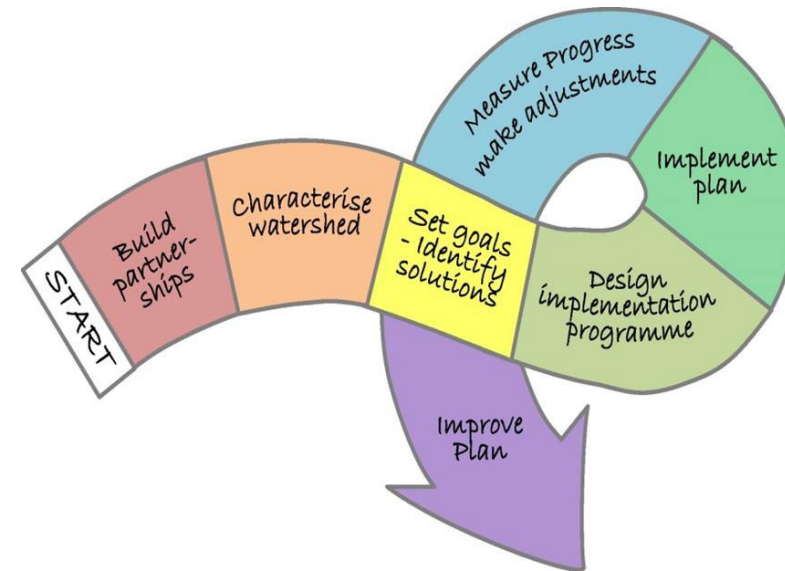 START
Build
partner-
ships
Characterise
watershed
Set goals
- Identify
solutions
Design
implementation
programme
Implement
plan
Measure Progress
make adjustments
Improve
Plan